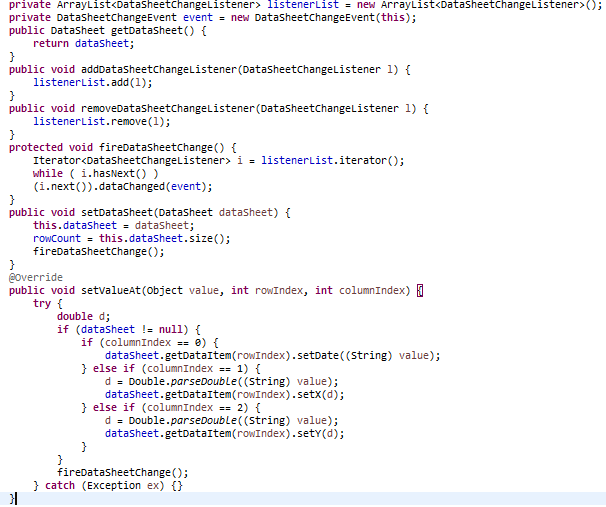 private ArrayList<DataSheetChangeListener> listenerList = new ArrayList<DataSheetChangeListener>();
private DataSheetChangeEvent event = new DataSheetChangeEvent(this);
public DataSheet getDataSheet() {
    return dataSheet;
}
public void addDataSheetChangeListener(DataSheetChangeListener l) {
    listenerList.add(l);
}
public void removeDataSheetChangeListener(DataSheetChangeListener l) {
    listenerList.remove(l);
}
protected void fireDataSheetChange() {
    Iterator<DataSheetChangeListener> i = listenerList.iterator();
    while ( i.hasNext() )
    (i.next()).dataChanged(event);
}
public void setDataSheet(DataSheet dataSheet) {
    this.dataSheet = dataSheet;
    rowCount = this.dataSheet.size();
    fireDataSheetChange();
}
@Override
public void setValueAt(Object value, int rowIndex, int columnIndex) {
    try {
        double d;
        if (dataSheet != null) {
            if (columnIndex == 0) {
                dataSheet.getDataItem(rowIndex).setDate((String) value);
            } else if (columnIndex == 1) {
                d = Double.parseDouble((String) value);
                dataSheet.getDataItem(rowIndex).setX(d);
            } else if (columnIndex == 2) {
                d = Double.parseDouble((String) value);
                dataSheet.getDataItem(rowIndex).setY(d);
            }
        }
        fireDataSheetChange();
    } catch (Exception ex) {}
}